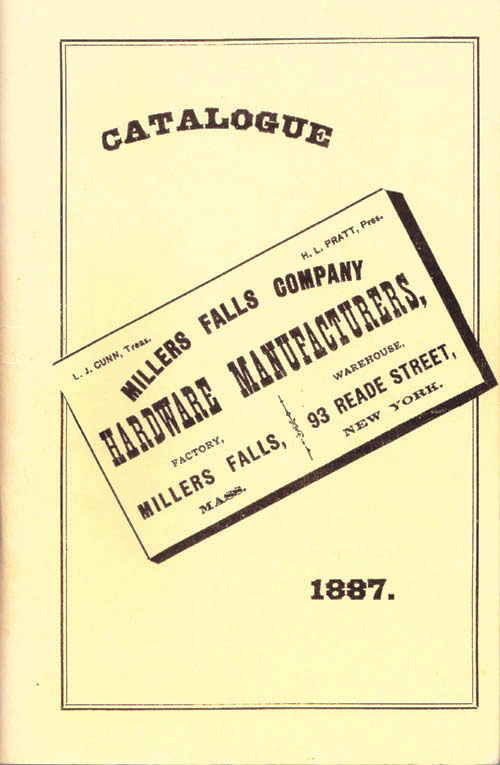 CATALOGUE
L. J. GUNN, Treas.
H. L. PRATT, Pres.
MILLERS FALLS COMPANY
HARDWARE MANUFACTURERS,
FACTORY,
MILLERS FALLS,
MASS.
WAREHOUSE,
93 READE STREET,
NEW YORK.
1887.